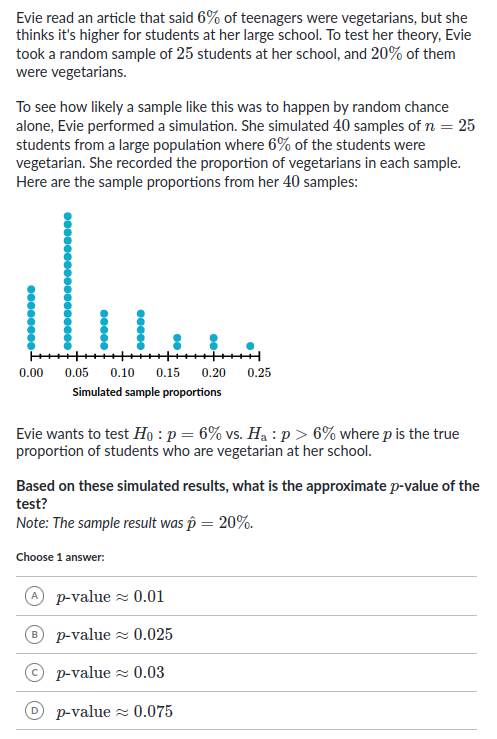 Evie read an article that said 6% of teenagers were vegetarians, but she
thinks it's higher for students at her large school. To test her theory, Evie
took a random sample of 25 students at her school, and 20% of them
were vegetarians.
To see how likely a sample like this was to happen by random chance
alone, Evie performed a simulation. She simulated 40 samples of n = 25
students from a large population where 6% of the students were
vegetarian. She recorded the proportion of vegetarians in each sample.
Here are the sample proportions from her 40 samples:
0.00 0.05 0.10 0.15 0.20 0.25
Simulated sample proportions
Evie wants to test H₀ : p = 6% vs. Hₐ : p > 6% where p is the true
proportion of students who are vegetarian at her school.
Based on these simulated results, what is the approximate p-value of the
test?
Note: The sample result was p̂ = 20%.
Choose 1 answer:
A p-value ≈ 0.01
B p-value ≈ 0.025
C p-value ≈ 0.03
D p-value ≈ 0.075